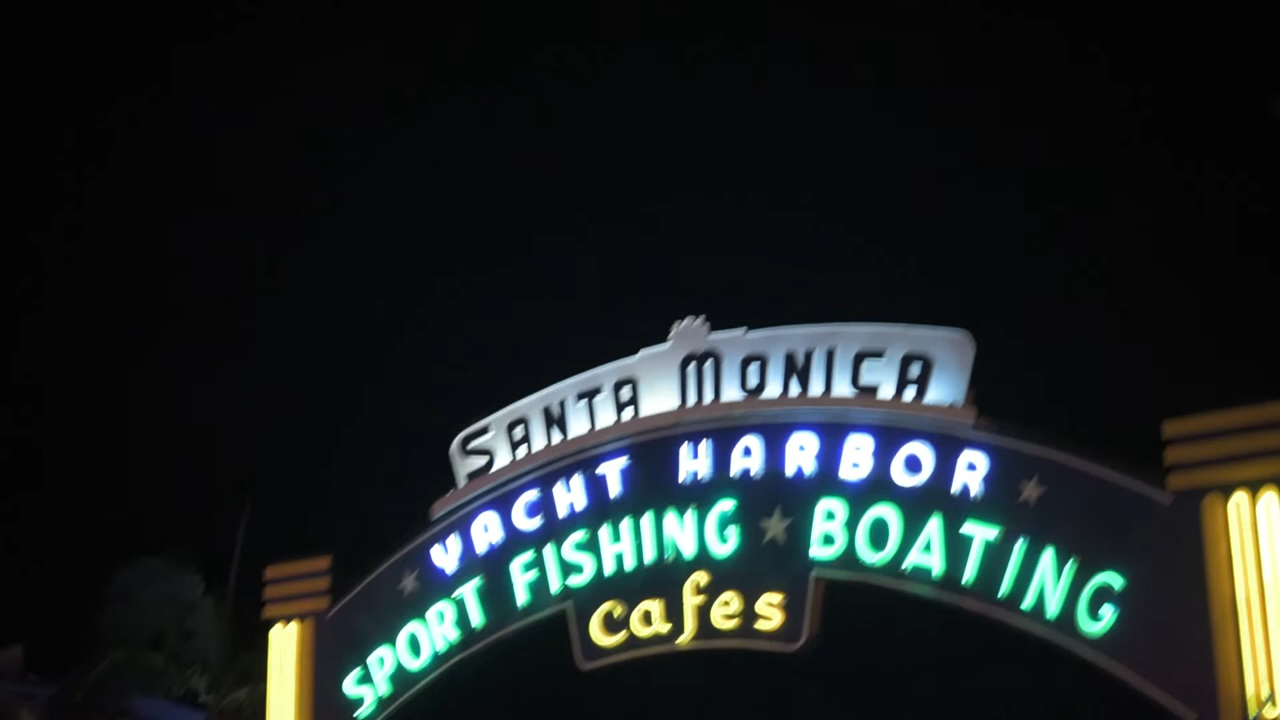 SANTA MONICA
YACHT HARBOR
SPORT FISHING ★ BOATING
cafes